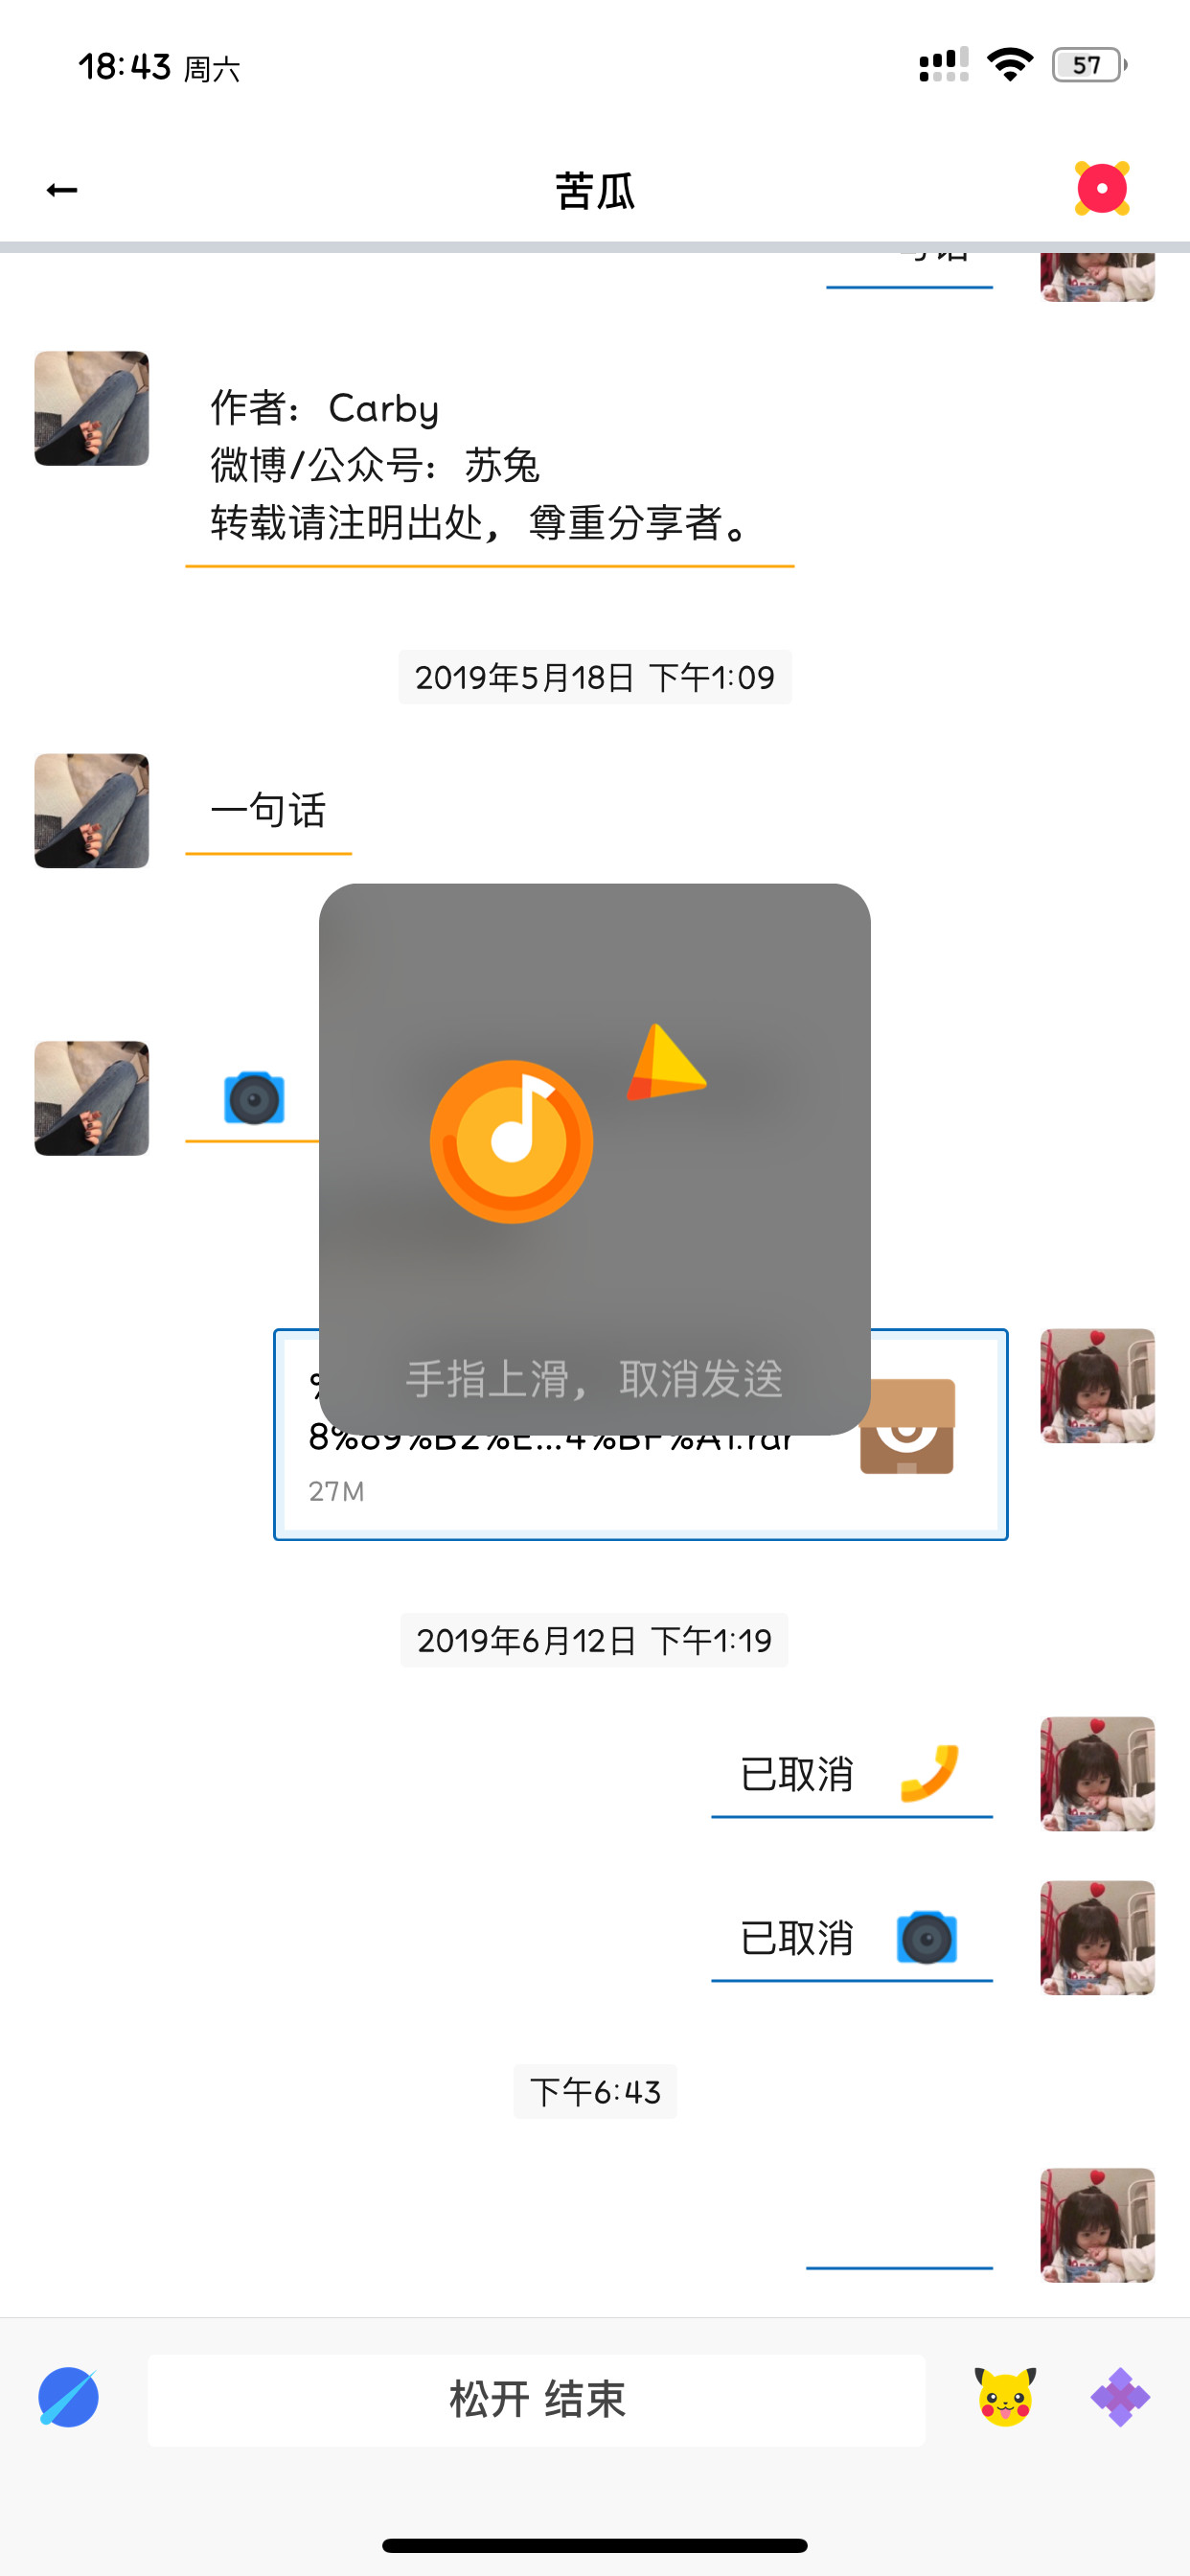 18:43 周六
57
苦瓜
作者： Carby
微博/公众号：苏兔
转载请注明出处，尊重分享者。
2019年5月18日 下午1:09
一句话
手指上滑，取消发送
8%89%B2%E...4%BF%A1.rar
27M
2019年6月12日 下午1:19
已取消
已取消
下午6:43
松开 结束